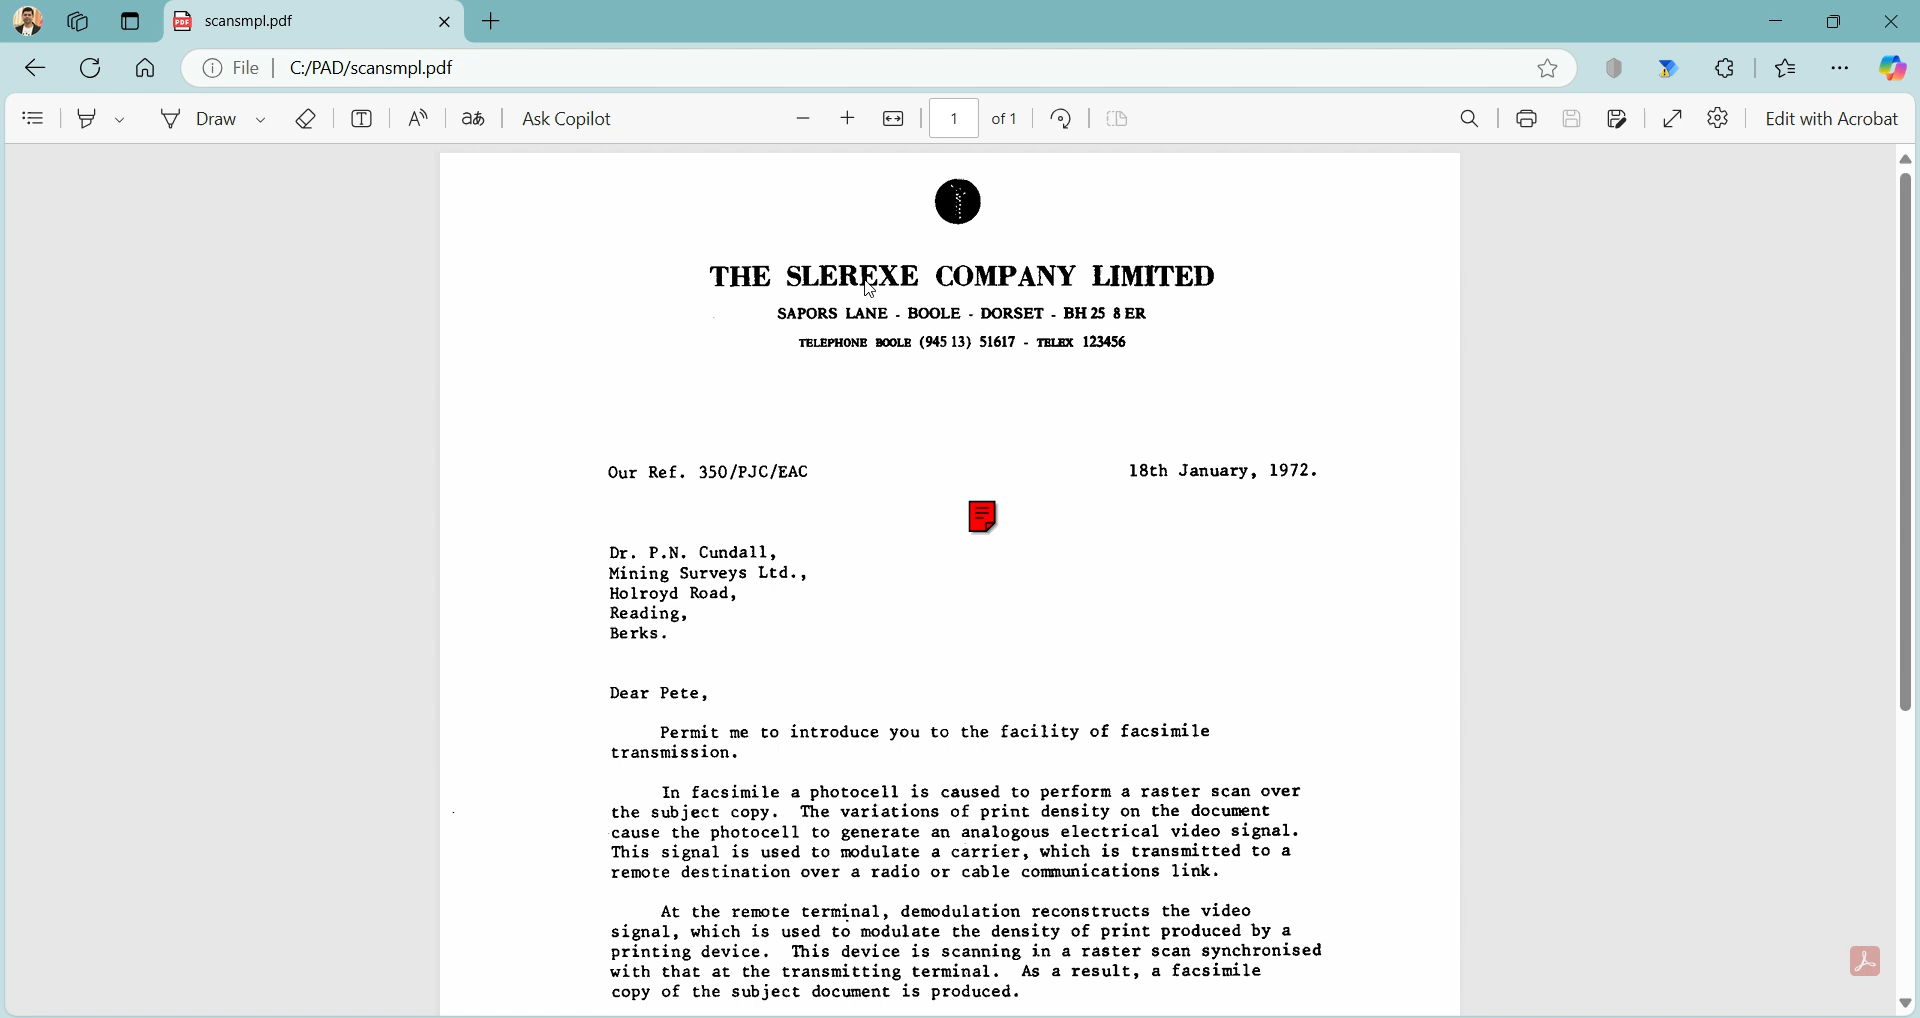 scansmpl.pdf
File | C:/PAD/scansmpl.pdf
Draw
aあ
Ask Copilot
1 of 1
Edit with Acrobat
THE SLEREXE COMPANY LIMITED
SAPORS LANE - BOOLE - DORSET - BH 25 8 ER
TELEPHONE BOOLE (945 13) 51617 - TELEX 123456
Our Ref. 350/PJC/EAC
18th January, 1972.
Dr. P.N. Cundall,
Mining Surveys Ltd.,
Holroyd Road,
Reading,
Berks.
Dear Pete,
Permit me to introduce you to the facility of facsimile
transmission.
In facsimile a photocell is caused to perform a raster scan over
the subject copy. The variations of print density on the document
cause the photocell to generate an analogous electrical video signal.
This signal is used to modulate a carrier, which is transmitted to a
remote destination over a radio or cable communications link.
At the remote terminal, demodulation reconstructs the video
signal, which is used to modulate the density of print produced by a
printing device. This device is scanning in a raster scan synchronised
with that at the transmitting terminal. As a result, a facsimile
copy of the subject document is produced.